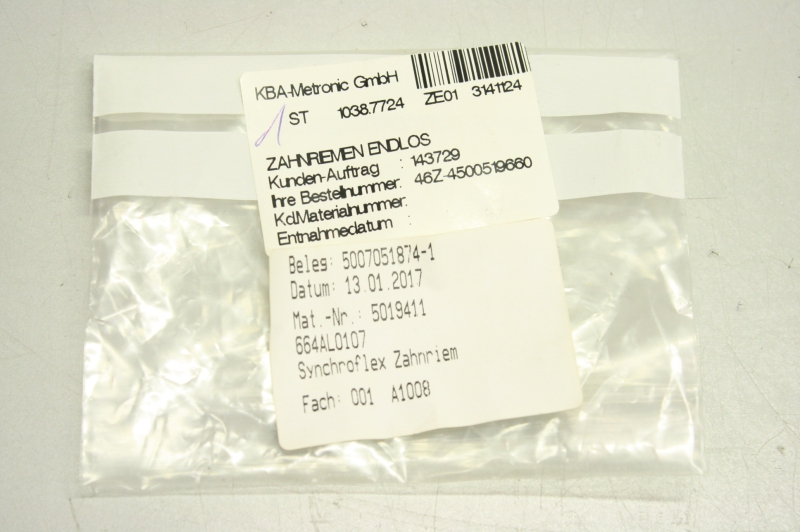 KBA-Metronic GmbH
1 ST 1038.7724 ZE01 3141124
ZAHNRIEMEN ENDLOS
Kunden-Auftrag : 143729
Ihre Bestellnummer: 46Z-4500519660
Kd.Materialnummer:
Entnahmedatum :
Beleg: 5007051874-1
Datum: 13.01.2017
Mat.-Nr.: 5019411
664AL0107
Synchroflex Zahnriem
Fach: 001 A1008